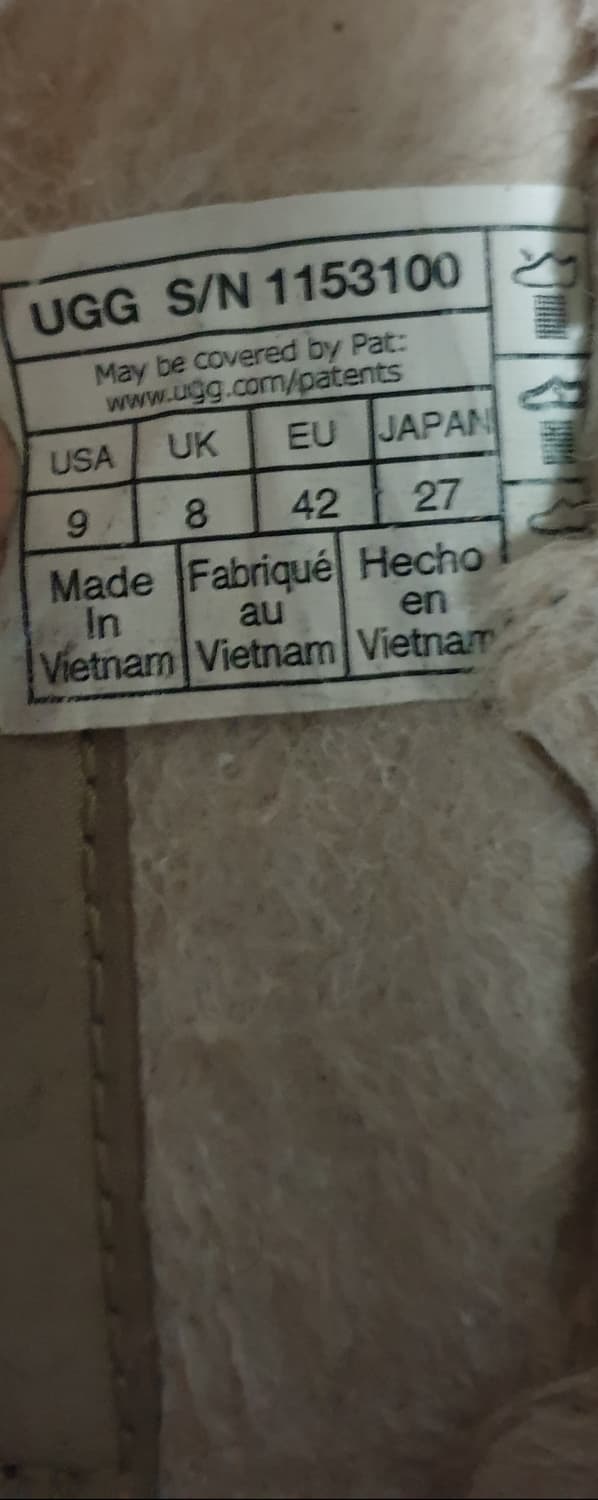 UGG S/N 1153100
May be covered by Pat:
www.ugg.com/patents
USA UK EU JAPAN
9 8 42 27
Made In Vietnam
Fabriqué au Vietnam
Hecho en Vietnam